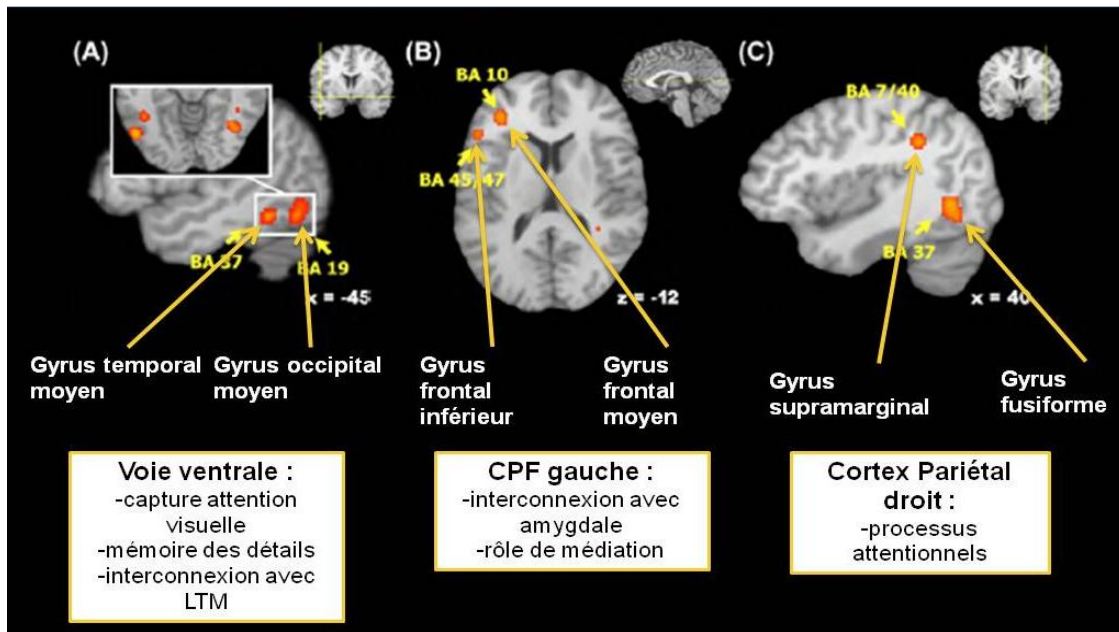 (A)
BA 37
BA 19
x = -45
(B)
BA 10
BA 45/47
z = -12
(C)
BA 7/40
BA 37
x = 40
Gyrus temporal
moyen
Gyrus occipital
moyen
Gyrus
frontal
inférieur
Gyrus
frontal
moyen
Gyrus
supramarginal
Gyrus
fusiforme
Voie ventrale :
-capture attention
visuelle
-mémoire des détails
-interconnexion avec
LTM
CPF gauche :
-interconnexion avec
amygdale
-rôle de médiation
Cortex Pariétal
droit :
-processus
attentionnels